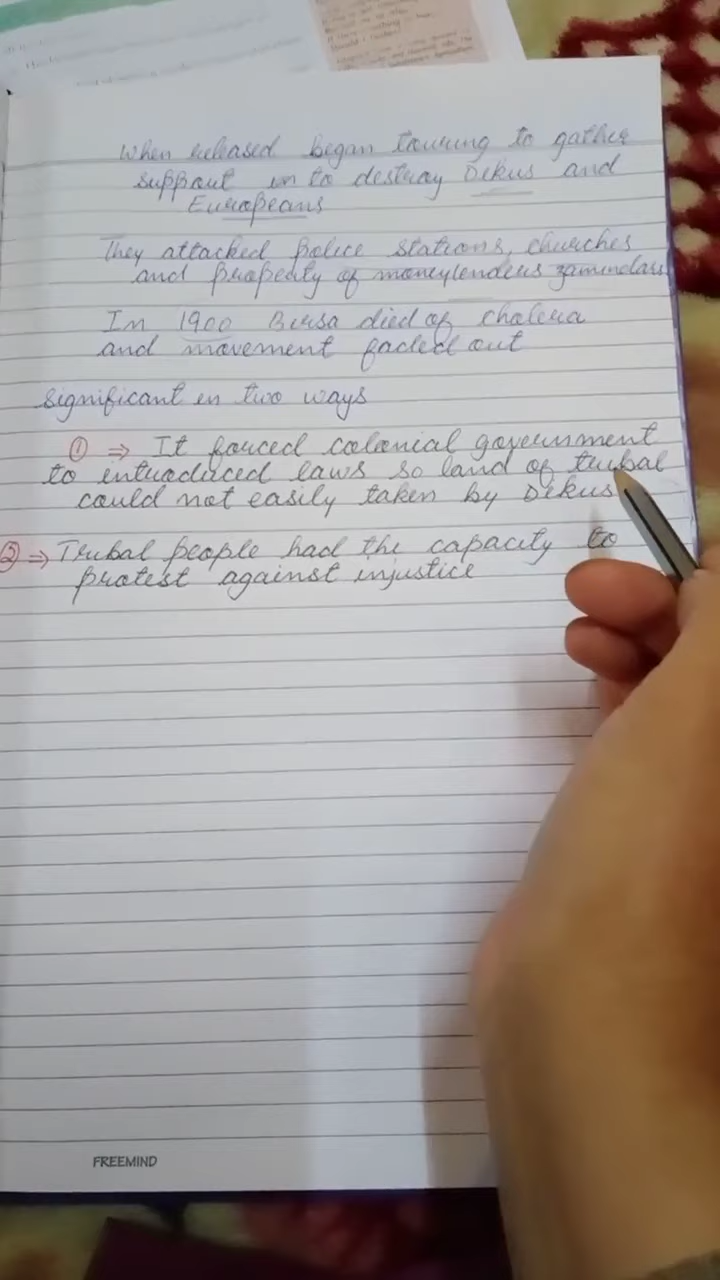 When released began touring to gather
support in to destroy Dikus and
Europeans
They attacked police stations, churches
and property of moneylenders zamindars
In 1900 Birsa died of cholera
and movement faded out
significant in two ways
① ⇒ It forced colonial government
to introduced laws so land of tribal
could not easily taken by Dikus
② ⇒ Tribal people had the capacity to
protest against injustice
FREEMIND